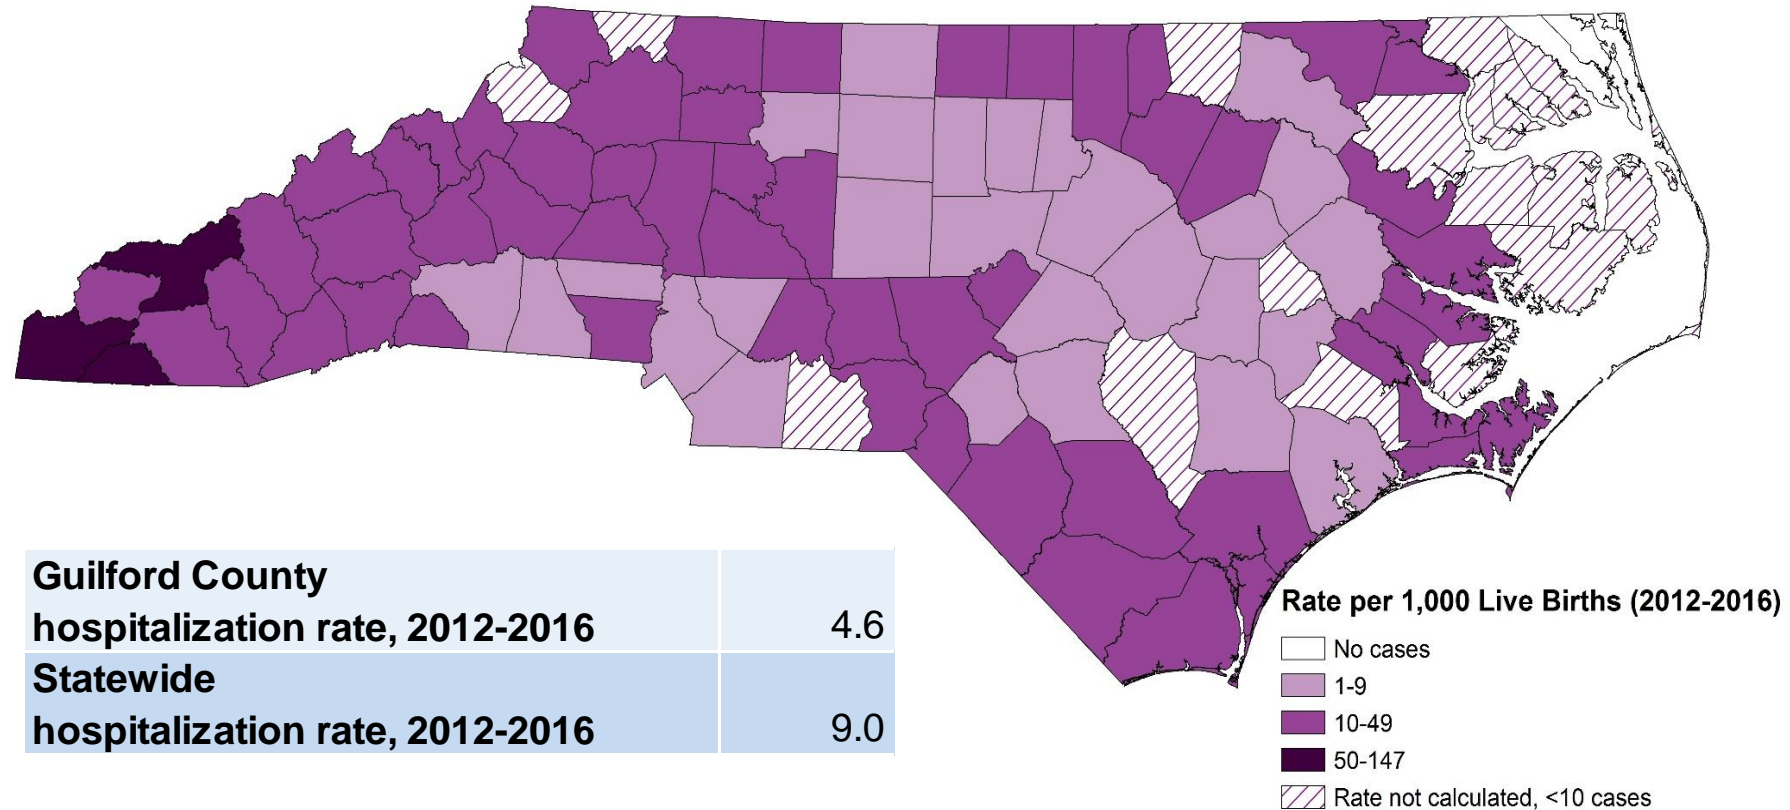 Guilford County
hospitalization rate, 2012-2016 4.6
Statewide
hospitalization rate, 2012-2016 9.0
Rate per 1,000 Live Births (2012-2016)
No cases
1-9
10-49
50-147
Rate not calculated, <10 cases